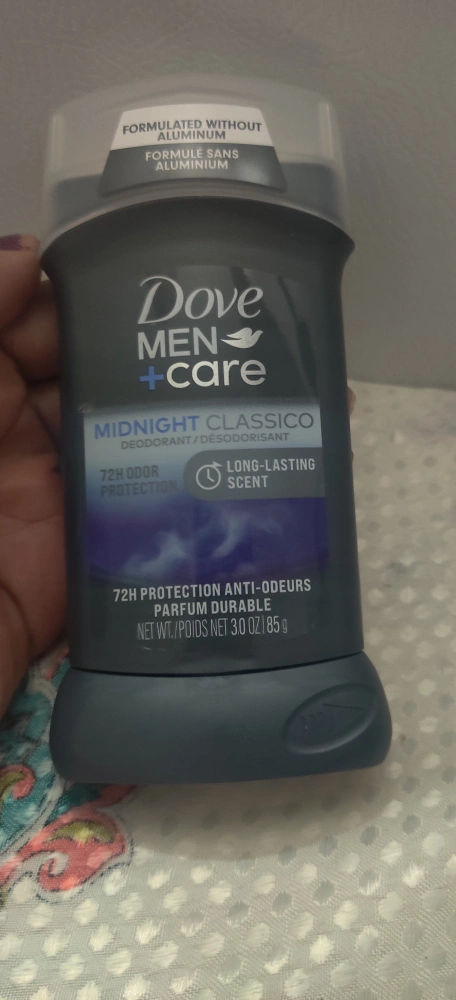 FORMULATED WITHOUT
ALUMINUM
FORMULE SANS
ALUMINIUM
Dove
MEN
+care
MIDNIGHT CLASSICO
DEODORANT/DÉSODORISANT
72H ODOR
PROTECTION
LONG-LASTING
SCENT
72H PROTECTION ANTI-ODEURS
PARFUM DURABLE
NET WT./POIDS NET 3.0 OZ | 85 g